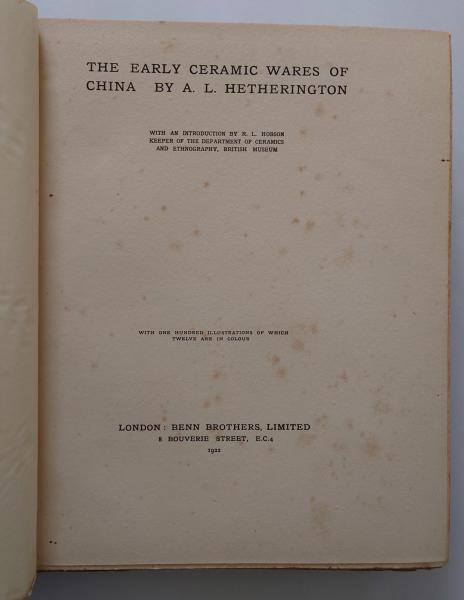 THE EARLY CERAMIC WARES OF
CHINA BY A. L. HETHERINGTON
WITH AN INTRODUCTION BY R. L. HOBSON
KEEPER OF THE DEPARTMENT OF CERAMICS
AND ETHNOGRAPHY, BRITISH MUSEUM
WITH ONE HUNDRED ILLUSTRATIONS OF WHICH
TWELVE ARE IN COLOUR
LONDON: BENN BROTHERS, LIMITED
8 BOUVERIE STREET, E.C.4
1922